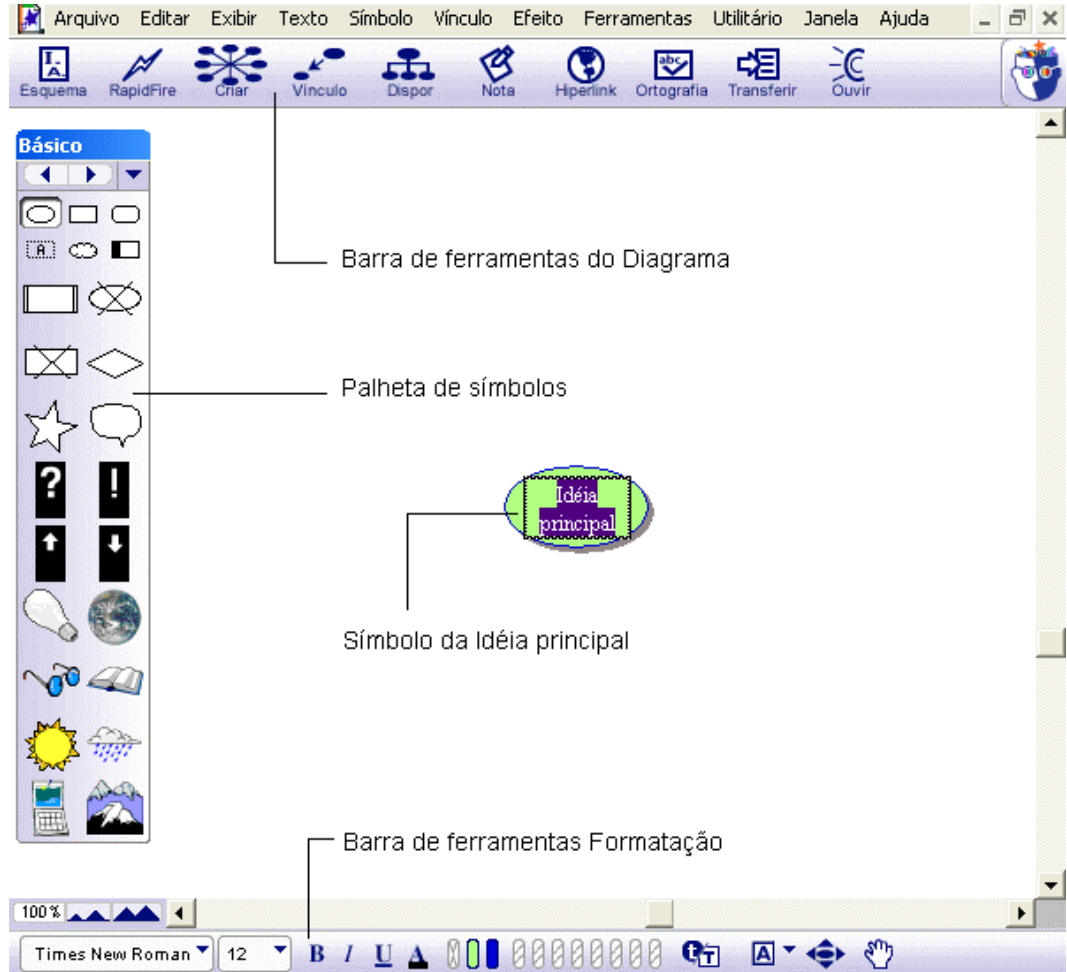 Arquivo Editar Exibir Texto Símbolo Vínculo Efeito Ferramentas Utilitário Janela Ajuda
Esquema RapidFire Criar Vínculo Dispor Nota Hiperlink Ortografia Transferir Ouvir
Básico
Barra de ferramentas do Diagrama
Palheta de símbolos
Idéia
principal
Símbolo da Idéia principal
Barra de ferramentas Formatação
100%
Times New Roman 12 B I U A